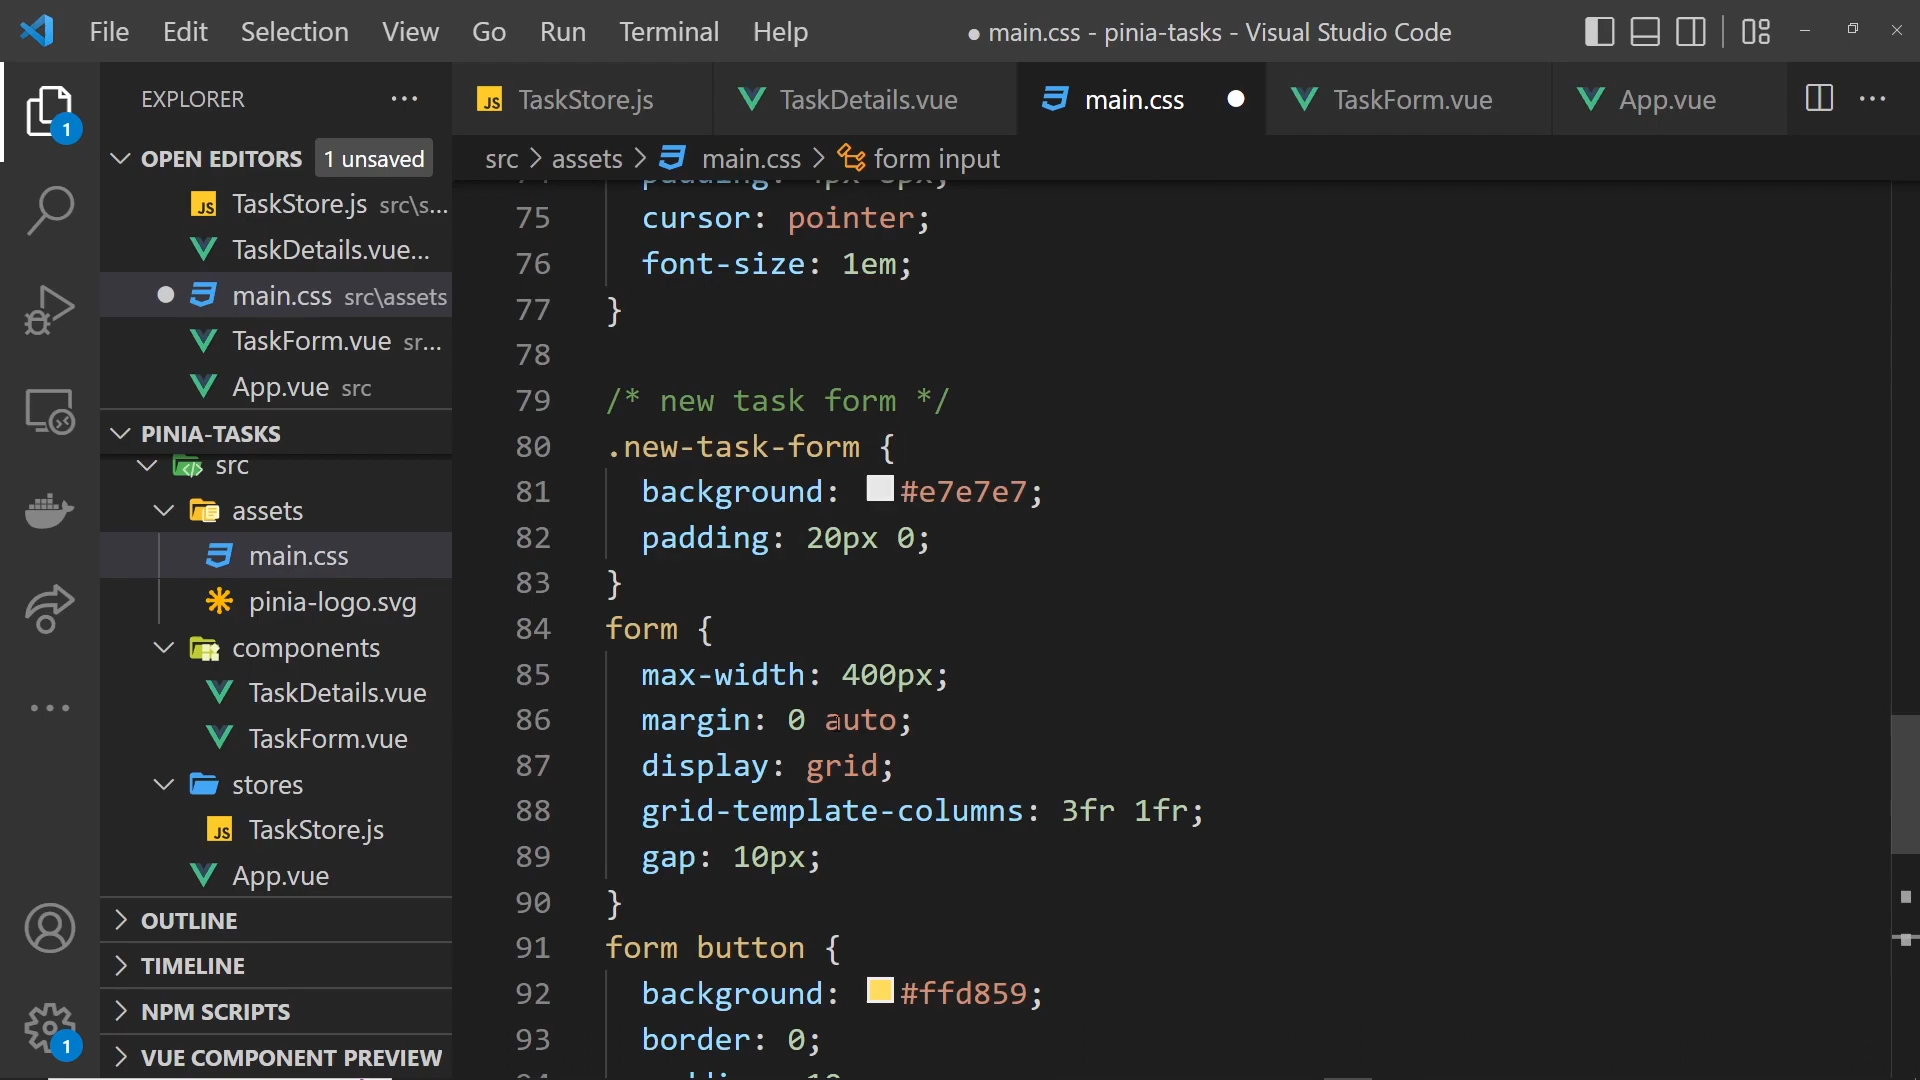 File Edit Selection View Go Run Terminal Help
● main.css - pinia-tasks - Visual Studio Code
EXPLORER
1
OPEN EDITORS 1 unsaved
JS TaskStore.js src\s...
TaskDetails.vue...
main.css src\assets
TaskForm.vue sr...
App.vue src
PINIA-TASKS
src
assets
main.css
pinia-logo.svg
components
TaskDetails.vue
TaskForm.vue
stores
JS TaskStore.js
App.vue
OUTLINE
TIMELINE
NPM SCRIPTS
VUE COMPONENT PREVIEW
1
JS TaskStore.js
TaskDetails.vue
main.css
TaskForm.vue
App.vue
src > assets > main.css > form input
75 cursor: pointer;
76 font-size: 1em;
77 }
78
79 /* new task form */
80 .new-task-form {
81 background: #e7e7e7;
82 padding: 20px 0;
83 }
84 form {
85 max-width: 400px;
86 margin: 0 auto;
87 display: grid;
88 grid-template-columns: 3fr 1fr;
89 gap: 10px;
90 }
91 form button {
92 background: #ffd859;
93 border: 0;